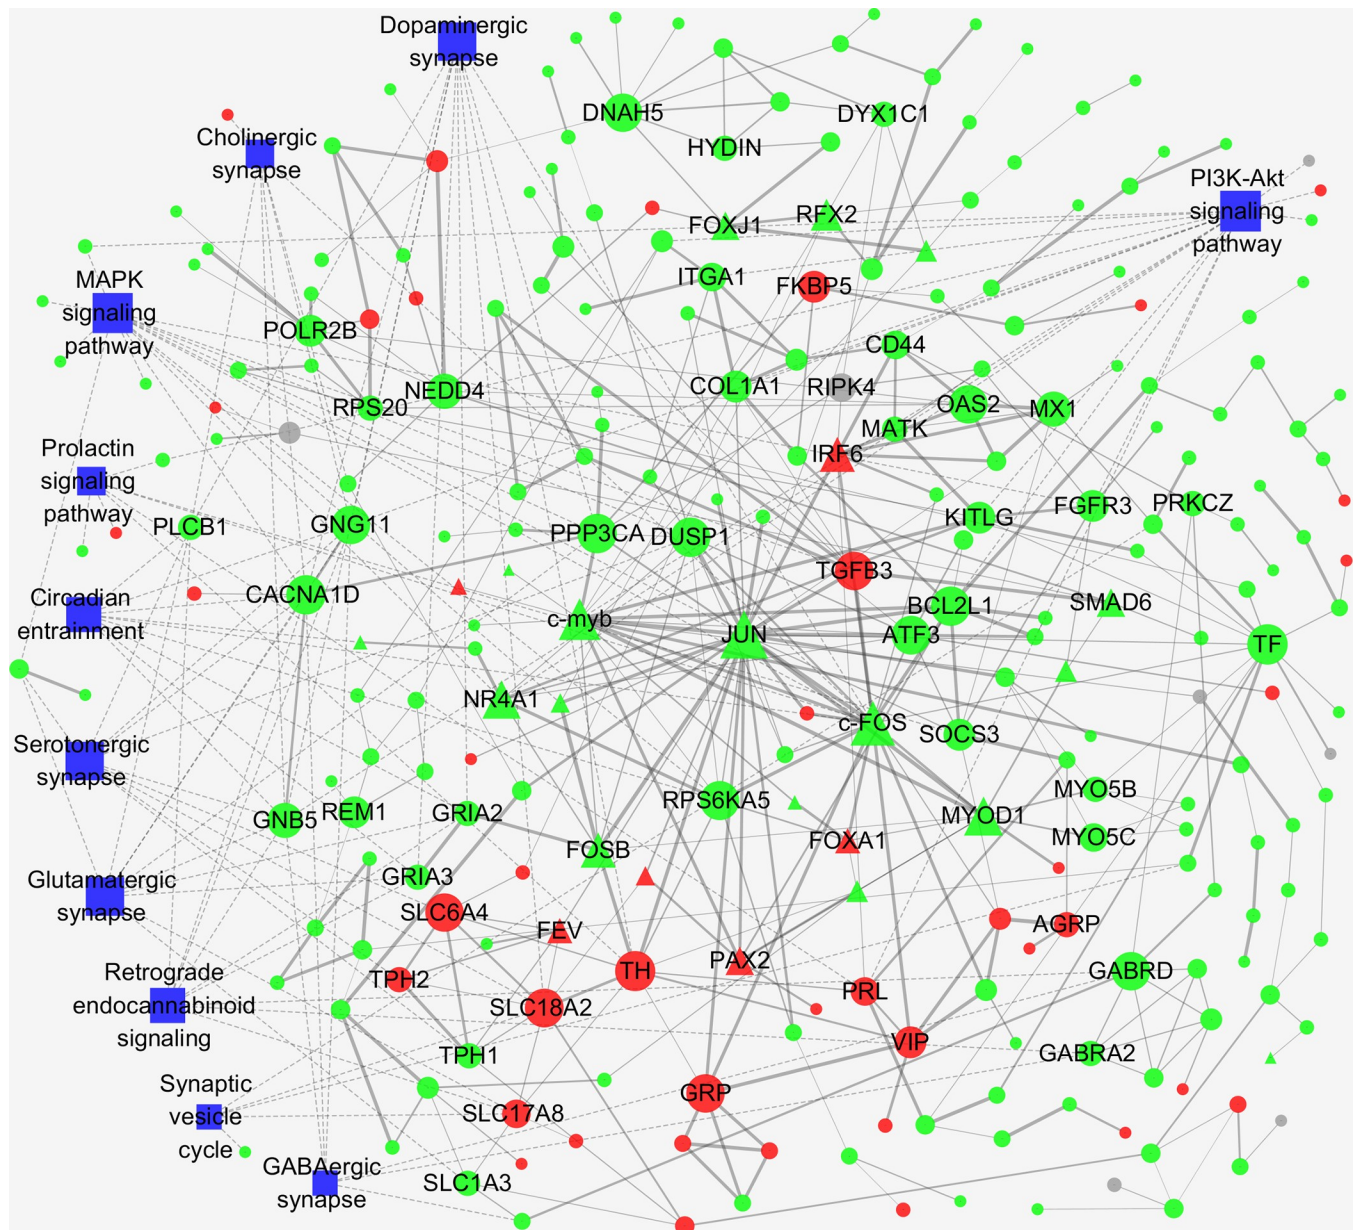 Dopaminergic
synapse
DNAH5
DYX1C1
HYDIN
Cholinergic
synapse
PI3K-Akt
signaling
pathway
FOXJ1
RFX2
ITGA1
FKBP5
MAPK
signaling
pathway
POLR2B
CD44
NEDD4
COL1A1
RIPK4
RPS20
OAS2
MX1
MATK
IRF6
Prolactin
signaling
pathway
PLCB1
GNG11
PPP3CA
DUSP1
KITLG
FGFR3
PRKCZ
TGFB3
CACNA1D
Circadian
entrainment
c-myb
JUN
BCL2L1
ATF3
SMAD6
TF
NR4A1
c-FOS
SOCS3
Serotonergic
synapse
GNB5
REM1
GRIA2
RPS6KA5
MYO5B
MYOD1
MYO5C
FOSB
FOXA1
GRIA3
Glutamatergic
synapse
SLC6A4
FEV
AGRP
TPH2
TH
PAX2
PRL
GABRD
Retrograde
endocannabinoid
signaling
SLC18A2
VIP
TPH1
GABRA2
Synaptic
vesicle
cycle
SLC17A8
GRP
GABAergic
synapse
SLC1A3